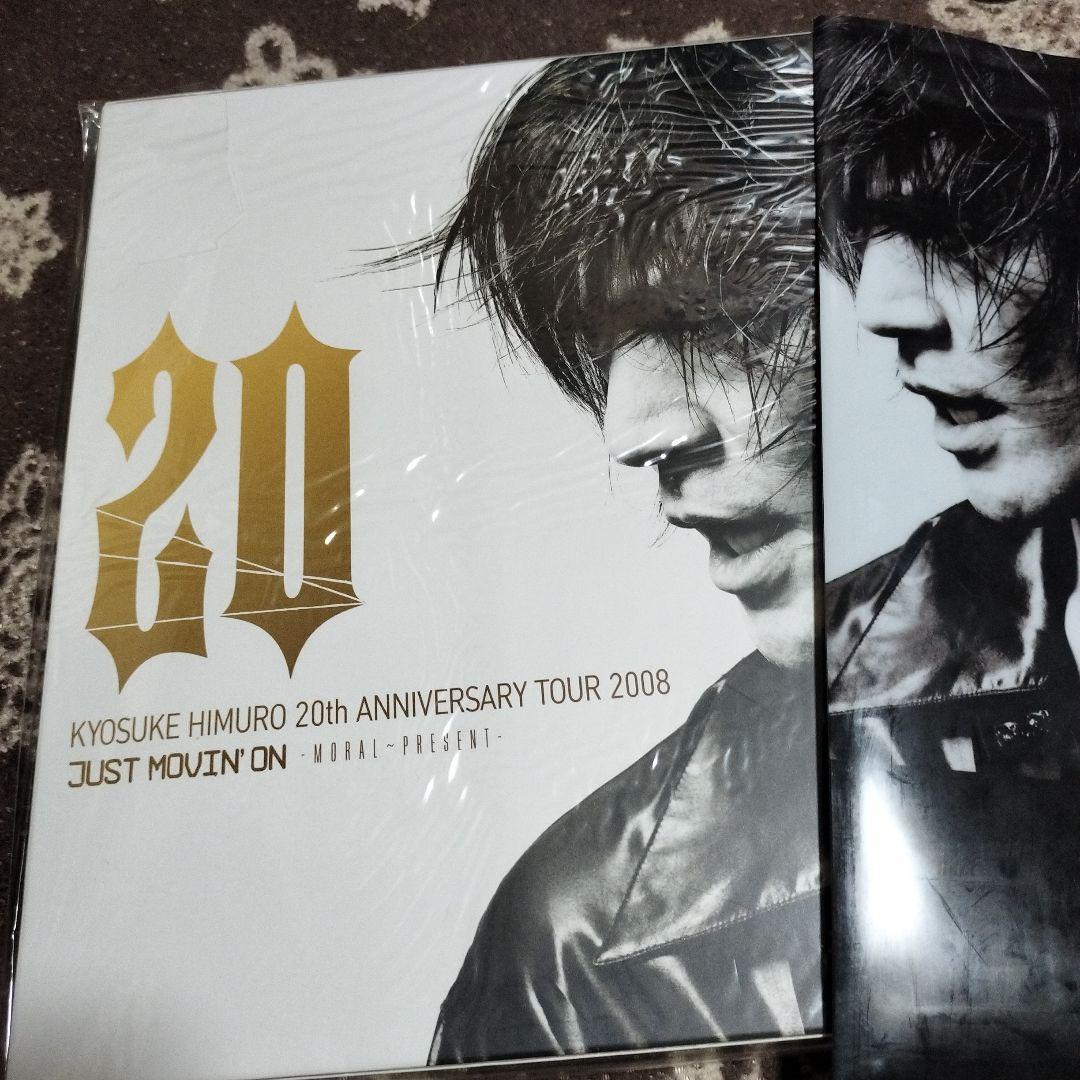 20
KYOSUKE HIMURO 20th ANNIVERSARY TOUR 2008
JUST MOVIN' ON -MORAL~PRESENT-